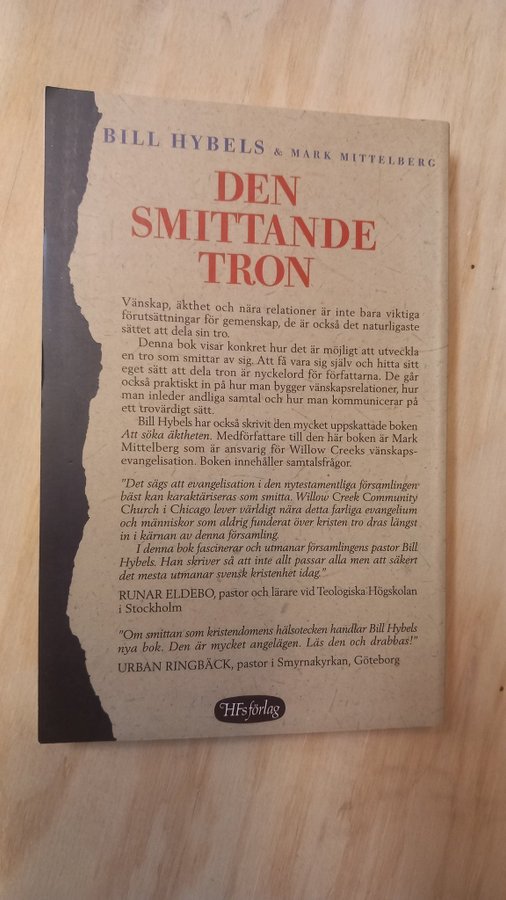 BILL HYBELS & MARK MITTELBERG
DEN
SMITTANDE
TRON
Vänskap, äkthet och nära relationer är inte bara viktiga
förutsättningar för gemenskap, de är också det naturligaste
sättet att dela sin tro.
Denna bok visar konkret hur det är möjligt att utveckla
en tro som smittar av sig. Att få vara sig själv och hitta sitt
eget sätt att dela tron är nyckelord för författarna. De går
också praktiskt in på hur man bygger vänskapsrelationer, hur
man inleder andliga samtal och hur man kommunicerar på
ett trovärdigt sätt.
Bill Hybels har också skrivit den mycket uppskattade boken
Att söka äktheten. Medförfattare till den här boken är Mark
Mittelberg som är ansvarig för Willow Creeks vänskaps-
evangelisation. Boken innehåller samtalsfrågor.
"Det sägs att evangelisation i den nytestamentliga församlingen
bäst kan karaktäriseras som smitta. Willow Creek Community
Church i Chicago lever världigt nära detta farliga evangelium
och människor som aldrig funderat över kristen tro dras längst
in i kärnan av denna församling.
I denna bok fascinerar och utmanar församlingens pastor Bill
Hybels. Han skriver så att inte allt passar alla men att säkert
det mesta utmanar svensk kristenhet idag."
RUNAR ELDEBO, pastor och lärare vid Teologiska Högskolan
i Stockholm
"Om smittan som kristendomens hälsotecken handlar Bill Hybels
nya bok. Den är mycket angelägen. Läs den och drabbas!"
URBAN RINGBÄCK, pastor i Smyrnakyrkan, Göteborg
HFs förlag